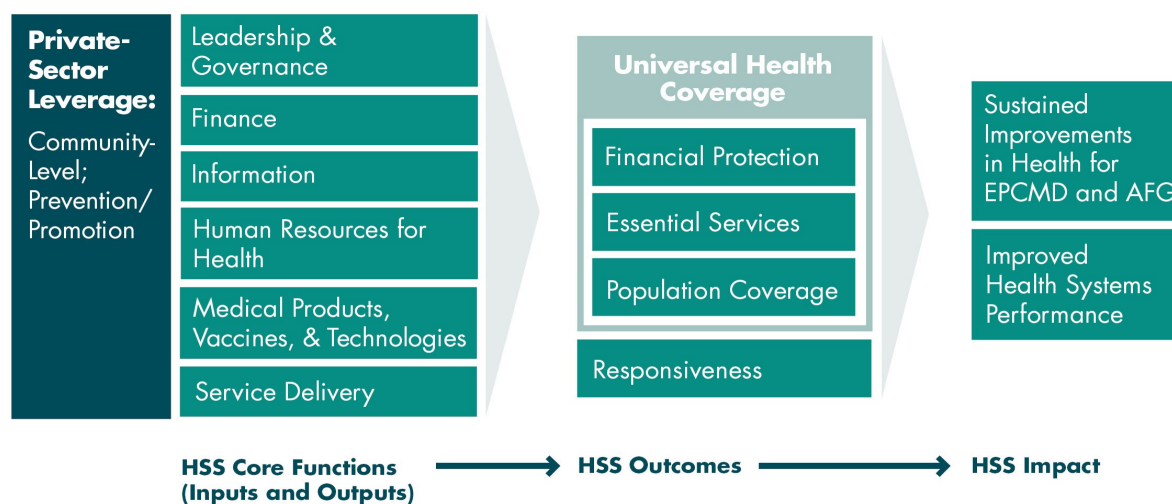 Private-
Sector
Leverage:
Community-
Level;
Prevention/
Promotion
Leadership &
Governance
Finance
Information
Human Resources for
Health
Medical Products,
Vaccines, & Technologies
Service Delivery
HSS Core Functions
(Inputs and Outputs)
Universal Health
Coverage
Financial Protection
Essential Services
Population Coverage
Responsiveness
HSS Outcomes
Sustained
Improvements
in Health for
EPCMD and AFG
Improved
Health Systems
Performance
HSS Impact